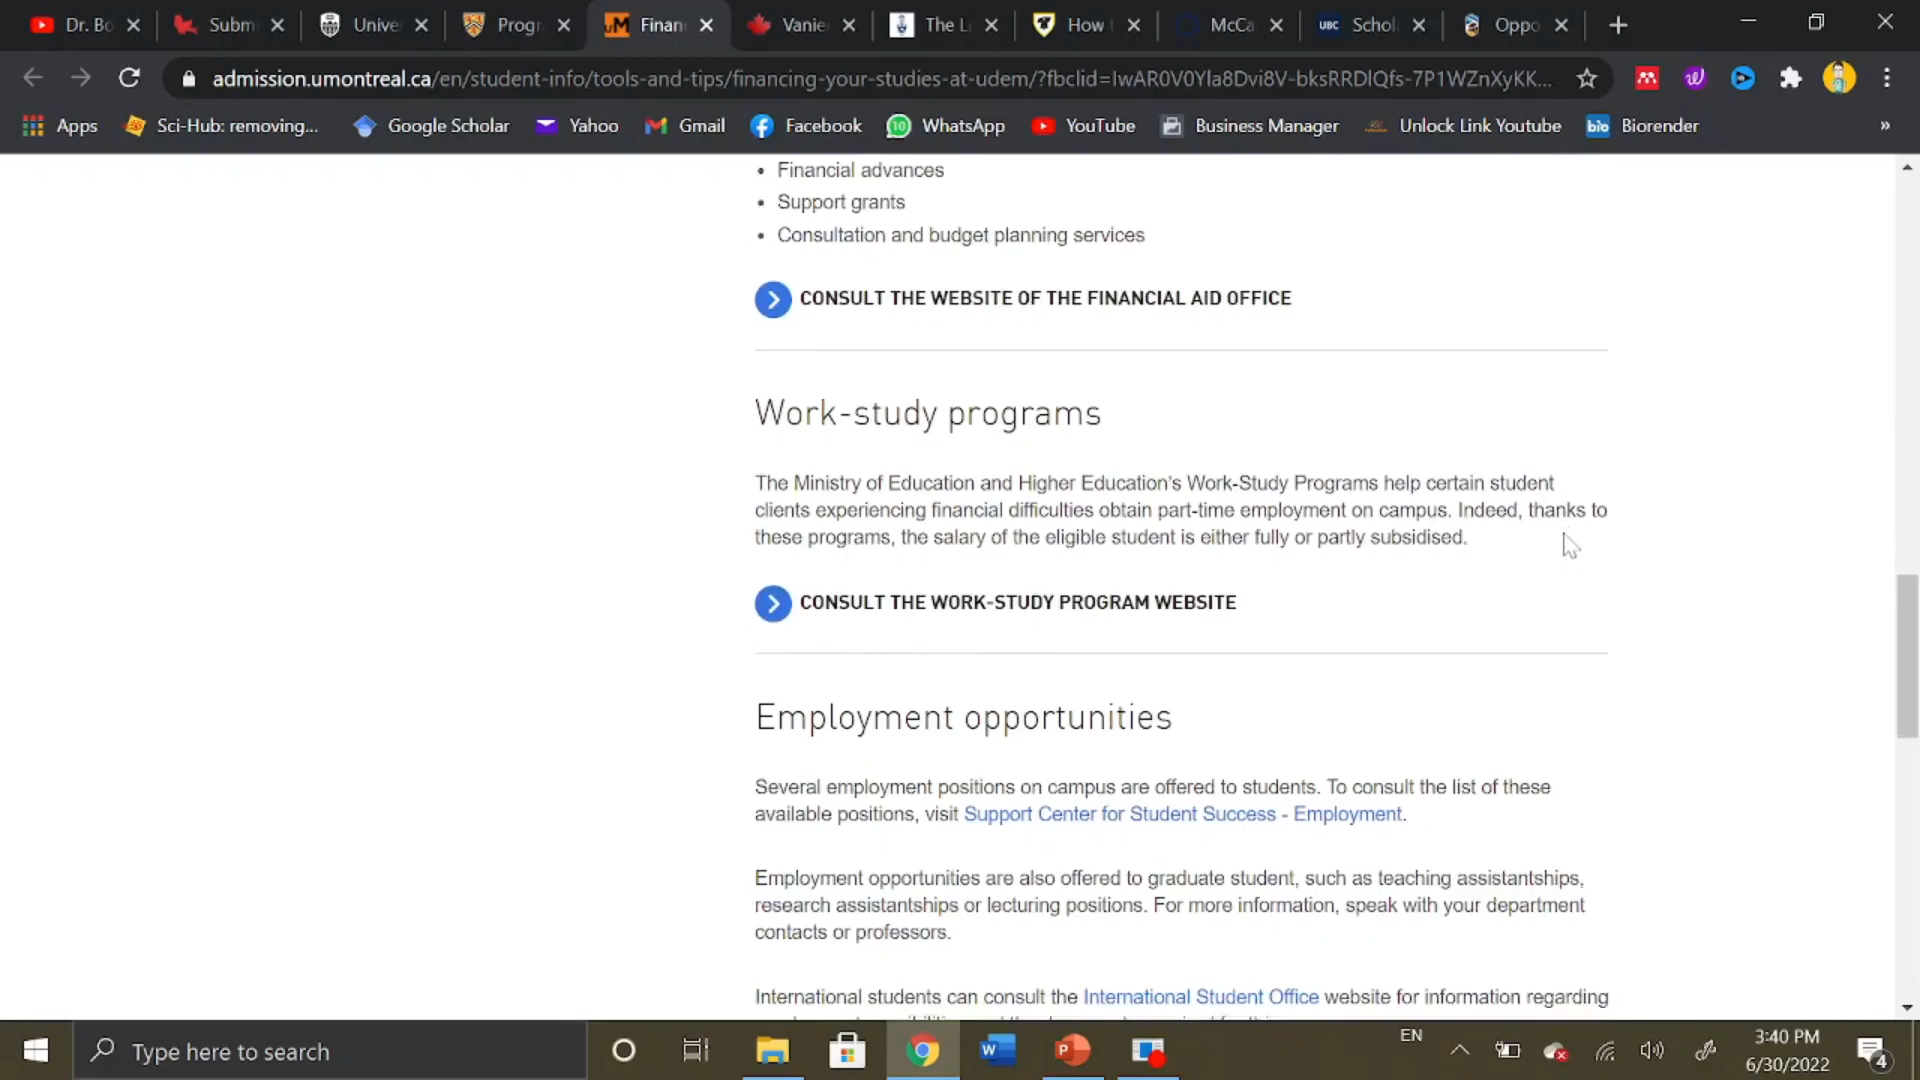 Dr. Bo
Submi
Univer
Progr
Finan
Vanie
The L
How t
McCa
Schol
Oppo
admission.umontreal.ca/en/student-info/tools-and-tips/financing-your-studies-at-udem/?fbclid=IwAR0V0Yla8Dvi8V-bksRRDlQfs-7P1WZnXyKK...
Apps
Sci-Hub: removing...
Google Scholar
Yahoo
Gmail
Facebook
10
WhatsApp
YouTube
Business Manager
Unlock Link Youtube
bio
Biorender
»
• Financial advances
• Support grants
• Consultation and budget planning services
CONSULT THE WEBSITE OF THE FINANCIAL AID OFFICE
Work-study programs
The Ministry of Education and Higher Education's Work-Study Programs help certain student
clients experiencing financial difficulties obtain part-time employment on campus. Indeed, thanks to
these programs, the salary of the eligible student is either fully or partly subsidised.
CONSULT THE WORK-STUDY PROGRAM WEBSITE
Employment opportunities
Several employment positions on campus are offered to students. To consult the list of these
available positions, visit Support Center for Student Success - Employment.
Employment opportunities are also offered to graduate student, such as teaching assistantships,
research assistantships or lecturing positions. For more information, speak with your department
contacts or professors.
International students can consult the International Student Office website for information regarding
Type here to search
EN
3:40 PM
6/30/2022
4